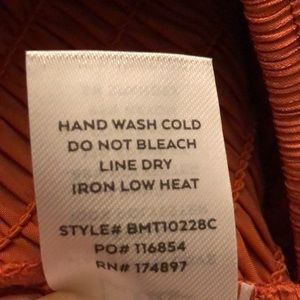 HAND WASH COLD
DO NOT BLEACH
LINE DRY
IRON LOW HEAT
STYLE# BMT10228C
PO# 116854
RN# 174897